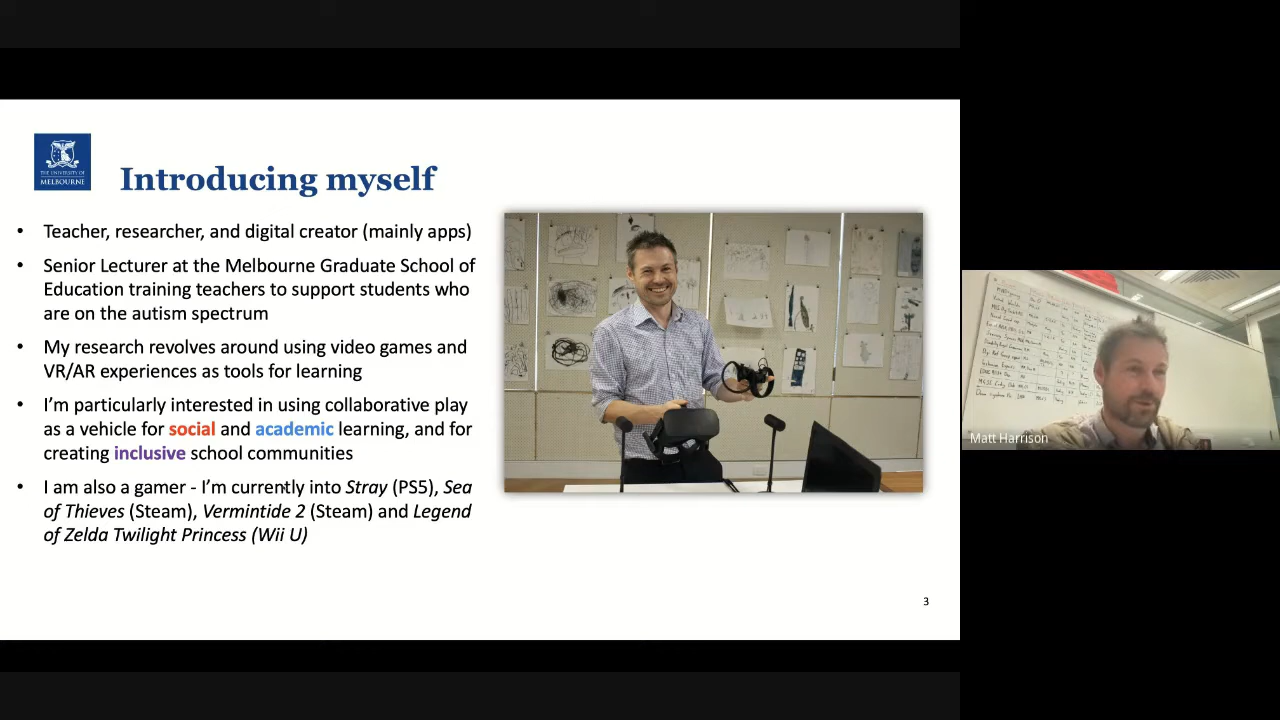 THE UNIVERSITY OF
MELBOURNE
Introducing myself
• Teacher, researcher, and digital creator (mainly apps)
• Senior Lecturer at the Melbourne Graduate School of
Education training teachers to support students who
are on the autism spectrum
• My research revolves around using video games and
VR/AR experiences as tools for learning
• I'm particularly interested in using collaborative play
as a vehicle for social and academic learning, and for
creating inclusive school communities
• I am also a gamer - I'm currently into Stray (PS5), Sea
of Thieves (Steam), Vermintide 2 (Steam) and Legend
of Zelda Twilight Princess (Wii U)
3
Matt Harrison